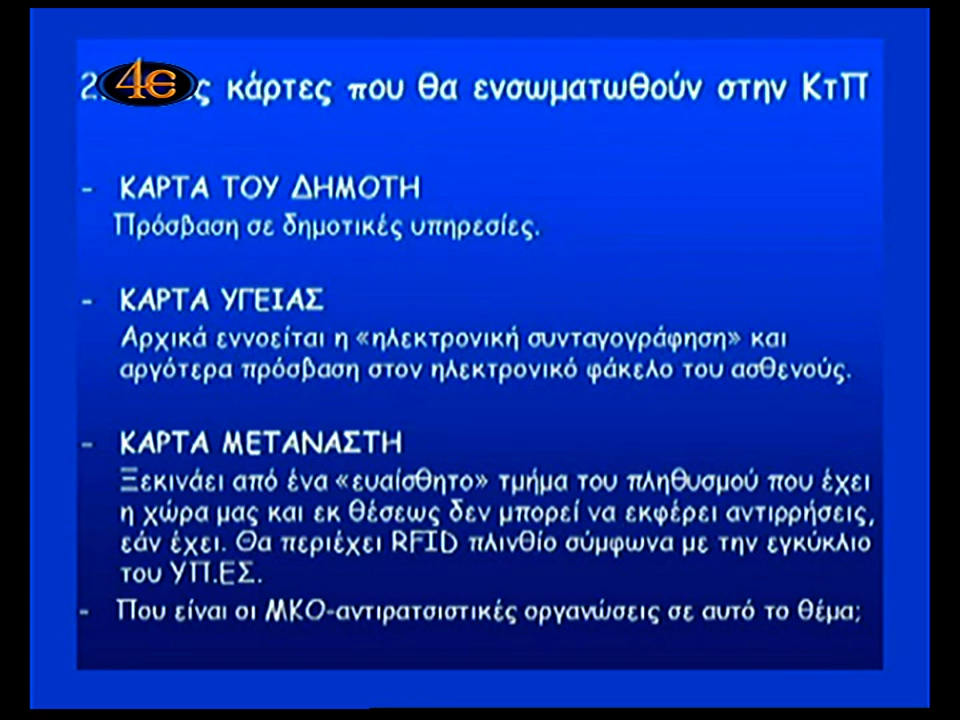 4ε
2. ς κάρτες που θα ενσωματωθούν στην ΚτΠ
- ΚΑΡΤΑ ΤΟΥ ΔΗΜΟΤΗ
Πρόσβαση σε δημοτικές υπηρεσίες.
- ΚΑΡΤΑ ΥΓΕΙΑΣ
Αρχικά εννοείται η «ηλεκτρονική συνταγογράφηση» και
αργότερα πρόσβαση στον ηλεκτρονικό φάκελο του ασθενούς.
- ΚΑΡΤΑ ΜΕΤΑΝΑΣΤΗ
Ξεκινάει από ένα «ευαίσθητο» τμήμα του πληθυσμού που έχει
η χώρα μας και εκ θέσεως δεν μπορεί να εκφέρει αντιρρήσεις,
εάν έχει. Θα περιέχει RFID πλινθίο σύμφωνα με την εγκύκλιο
του ΥΠ.ΕΣ.
- Που είναι οι ΜΚΟ-αντιρατσιστικές οργανώσεις σε αυτό το θέμα;